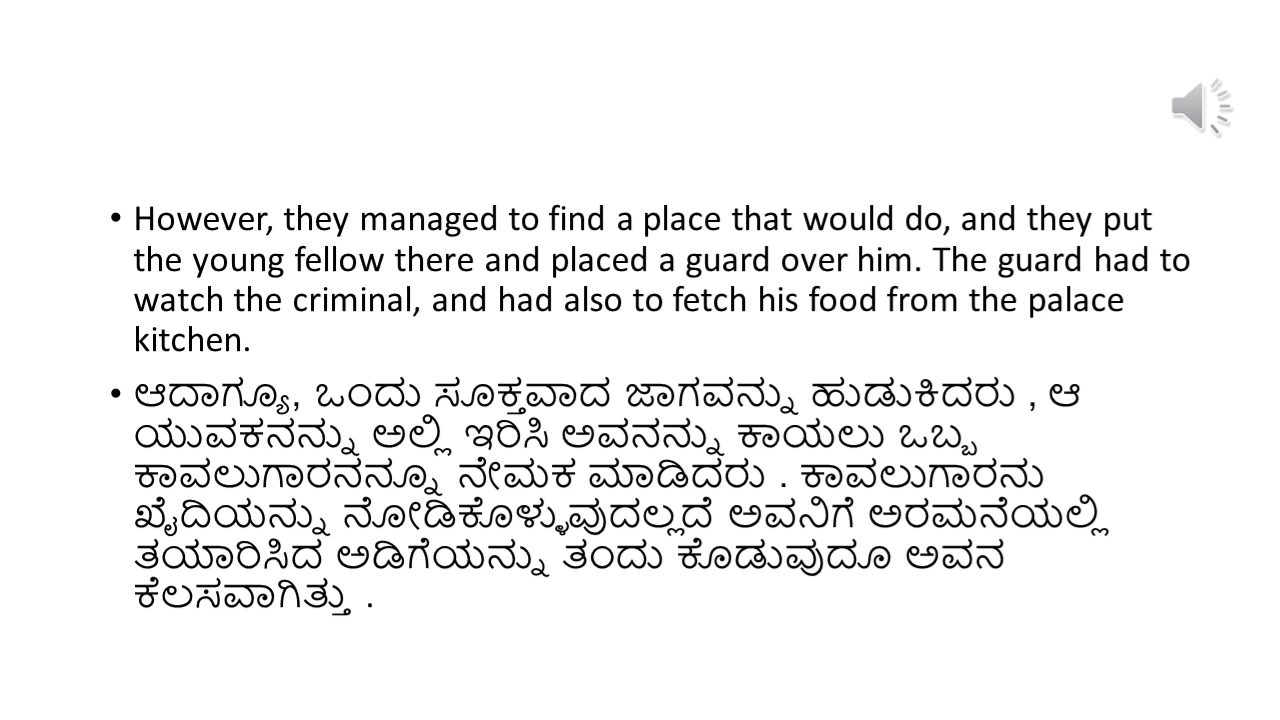 • However, they managed to find a place that would do, and they put
the young fellow there and placed a guard over him. The guard had to
watch the criminal, and had also to fetch his food from the palace
kitchen.
• ಆದಾಗ್ಯೂ, ಒಂದು ಸೂಕ್ತವಾದ ಜಾಗವನ್ನು ಹುಡುಕಿದರು , ಆ
ಯುವಕನನನ್ನು ಅಲ್ಲಿ ಇರಿಸಿ ಅವನನ್ನು ಕಾಯಲು ಒಬ್ಬ
ಕಾವಲುಗಾರನನನ್ನೂ ನೇಮಕ ಮಾಡಿದರು . ಕಾವಲುಗಾರನು
ಖೈದಿಯನ್ನು ನೋಡಿಕೊಳ್ಳುವುದಲ್ಲದೆ ಅವನಿಗೆ ಅರಮನೆಯಲ್ಲಿ
ತಯಾರಿಸಿದ ಅಡಿಗೆಯನ್ನು ತಂದು ಕೊಡುವುದೂ ಅವನ
ಕೆಲಸವಾಗಿತ್ತು .